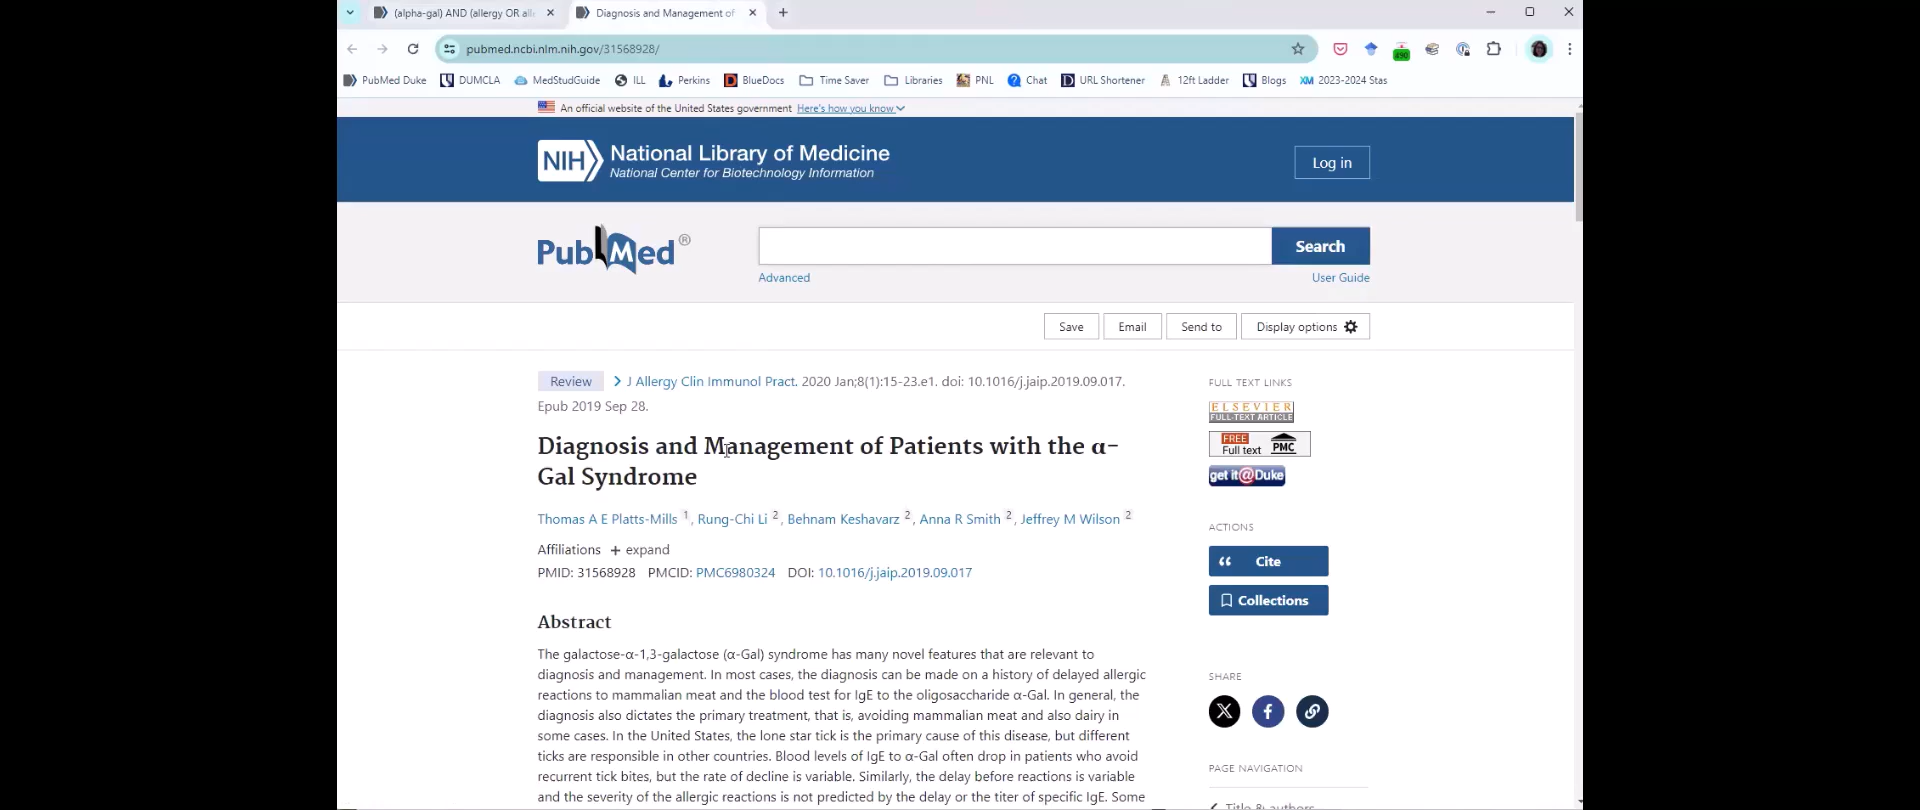 (alpha-gal) AND (allergy OR alle
Diagnosis and Management of
pubmed.ncbi.nlm.nih.gov/31568928/
490
PubMed Duke DUMCLA MedStudGuide ILL Perkins BlueDocs Time Saver Libraries PNL Chat URL Shortener 12ft Ladder Blogs XM 2023-2024 Stas
An official website of the United States government Here's how you know
NIH National Library of Medicine
National Center for Biotechnology Information
Log in
PubMed®
Search
Advanced
User Guide
Save Email Send to Display options
Review J Allergy Clin Immunol Pract. 2020 Jan;8(1):15-23.e1. doi: 10.1016/j.jaip.2019.09.017.
Epub 2019 Sep 28.
Diagnosis and Management of Patients with the α-
Gal Syndrome
Thomas A E Platts-Mills 1, Rung-Chi Li 2, Behnam Keshavarz 2, Anna R Smith 2, Jeffrey M Wilson 2
Affiliations + expand
PMID: 31568928 PMCID: PMC6980324 DOI: 10.1016/j.jaip.2019.09.017
Abstract
The galactose-α-1,3-galactose (α-Gal) syndrome has many novel features that are relevant to
diagnosis and management. In most cases, the diagnosis can be made on a history of delayed allergic
reactions to mammalian meat and the blood test for IgE to the oligosaccharide α-Gal. In general, the
diagnosis also dictates the primary treatment, that is, avoiding mammalian meat and also dairy in
some cases. In the United States, the lone star tick is the primary cause of this disease, but different
ticks are responsible in other countries. Blood levels of IgE to α-Gal often drop in patients who avoid
recurrent tick bites, but the rate of decline is variable. Similarly, the delay before reactions is variable
and the severity of the allergic reactions is not predicted by the delay or the titer of specific IgE. Some
FULL TEXT LINKS
ELSEVIER
FULL-TEXT ARTICLE
FREE
Full text PMC
get it@Duke
ACTIONS
Cite
Collections
SHARE
PAGE NAVIGATION
Title & authors